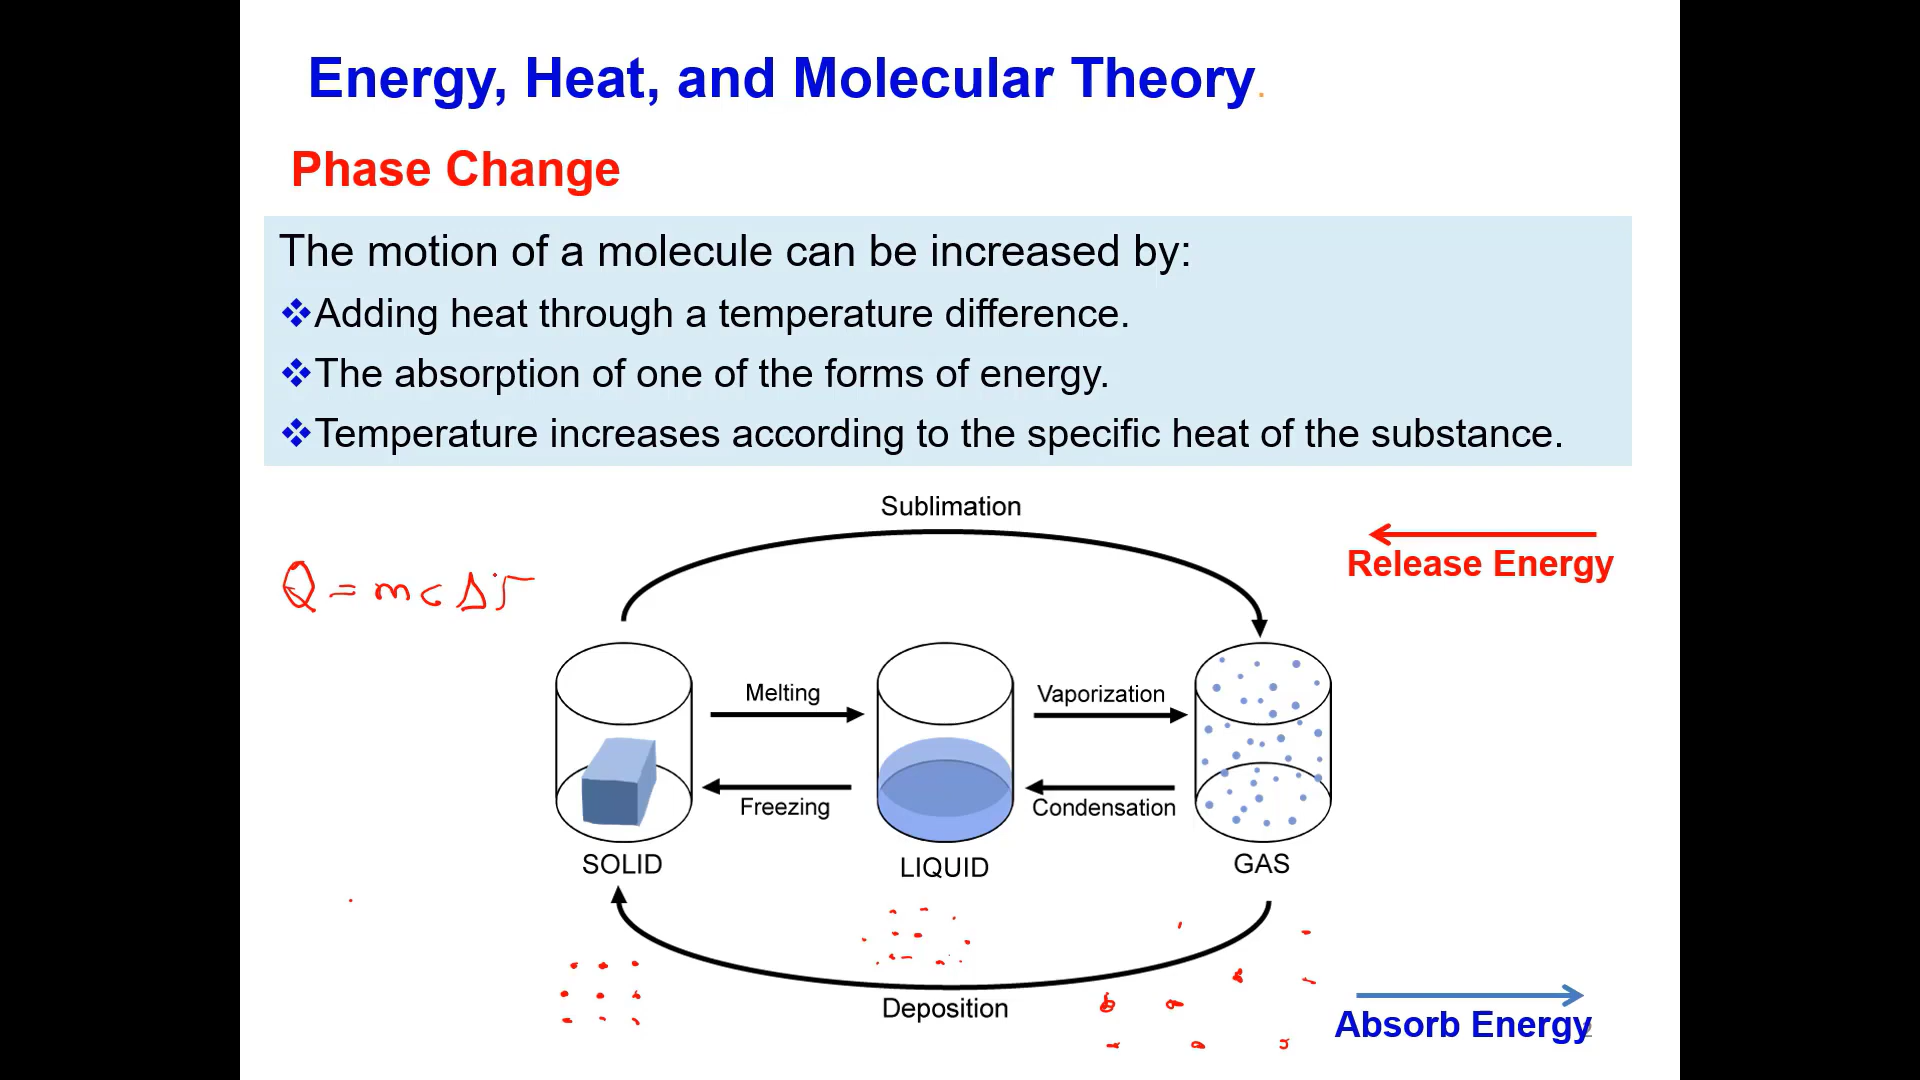 Energy, Heat, and Molecular Theory.
Phase Change
The motion of a molecule can be increased by:
❖Adding heat through a temperature difference.
❖The absorption of one of the forms of energy.
❖Temperature increases according to the specific heat of the substance.
Sublimation
Release Energy
Q = mcΔT
Melting
Vaporization
Freezing
Condensation
SOLID
LIQUID
GAS
Deposition
Absorb Energy
2